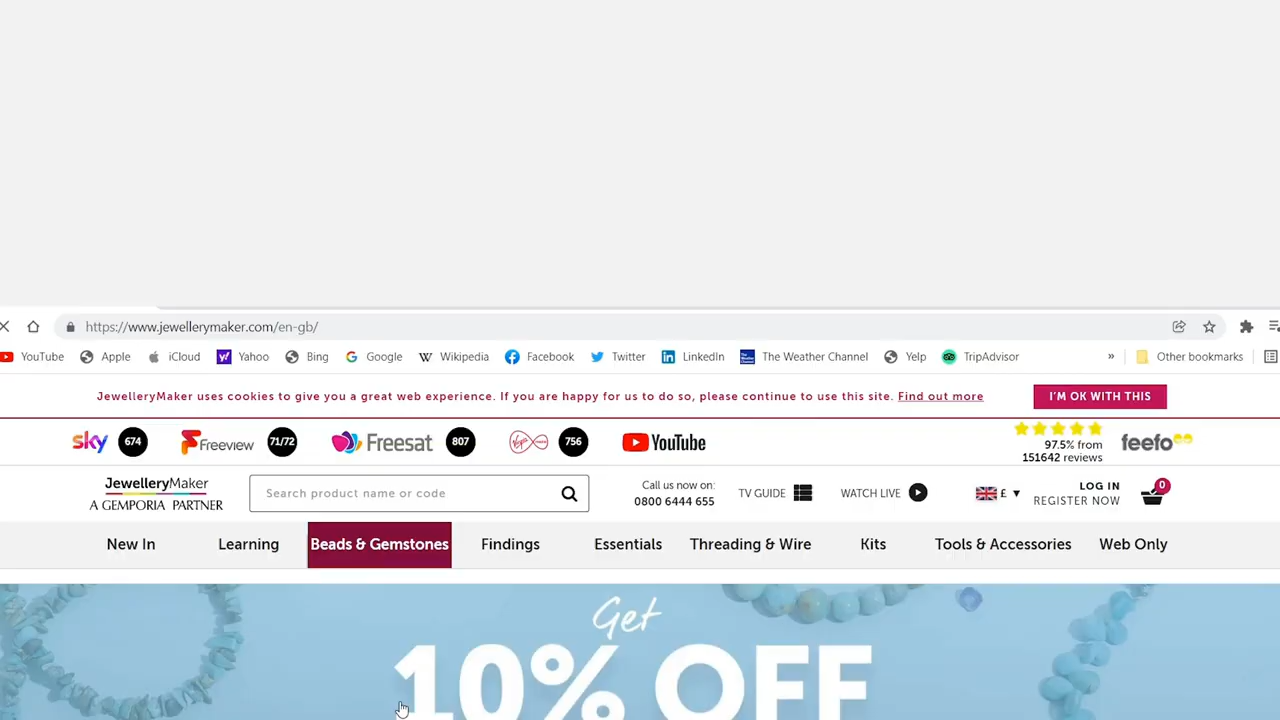 https://www.jewellerymaker.com/en-gb/
YouTube Apple iCloud Yahoo Bing Google Wikipedia Facebook Twitter LinkedIn The Weather Channel Yelp TripAdvisor » Other bookmarks
JewelleryMaker uses cookies to give you a great web experience. If you are happy for us to do so, please continue to use this site. Find out more I'M OK WITH THIS
sky 674 Freeview 71/72 Freesat 807 756 YouTube
97.5% from
151642 reviews
feefo
JewelleryMaker
A GEMPORIA PARTNER
Search product name or code
Call us now on:
0800 6444 655
TV GUIDE WATCH LIVE £
LOG IN
REGISTER NOW
0
New In Learning Beads & Gemstones Findings Essentials Threading & Wire Kits Tools & Accessories Web Only
Get
10% OFF